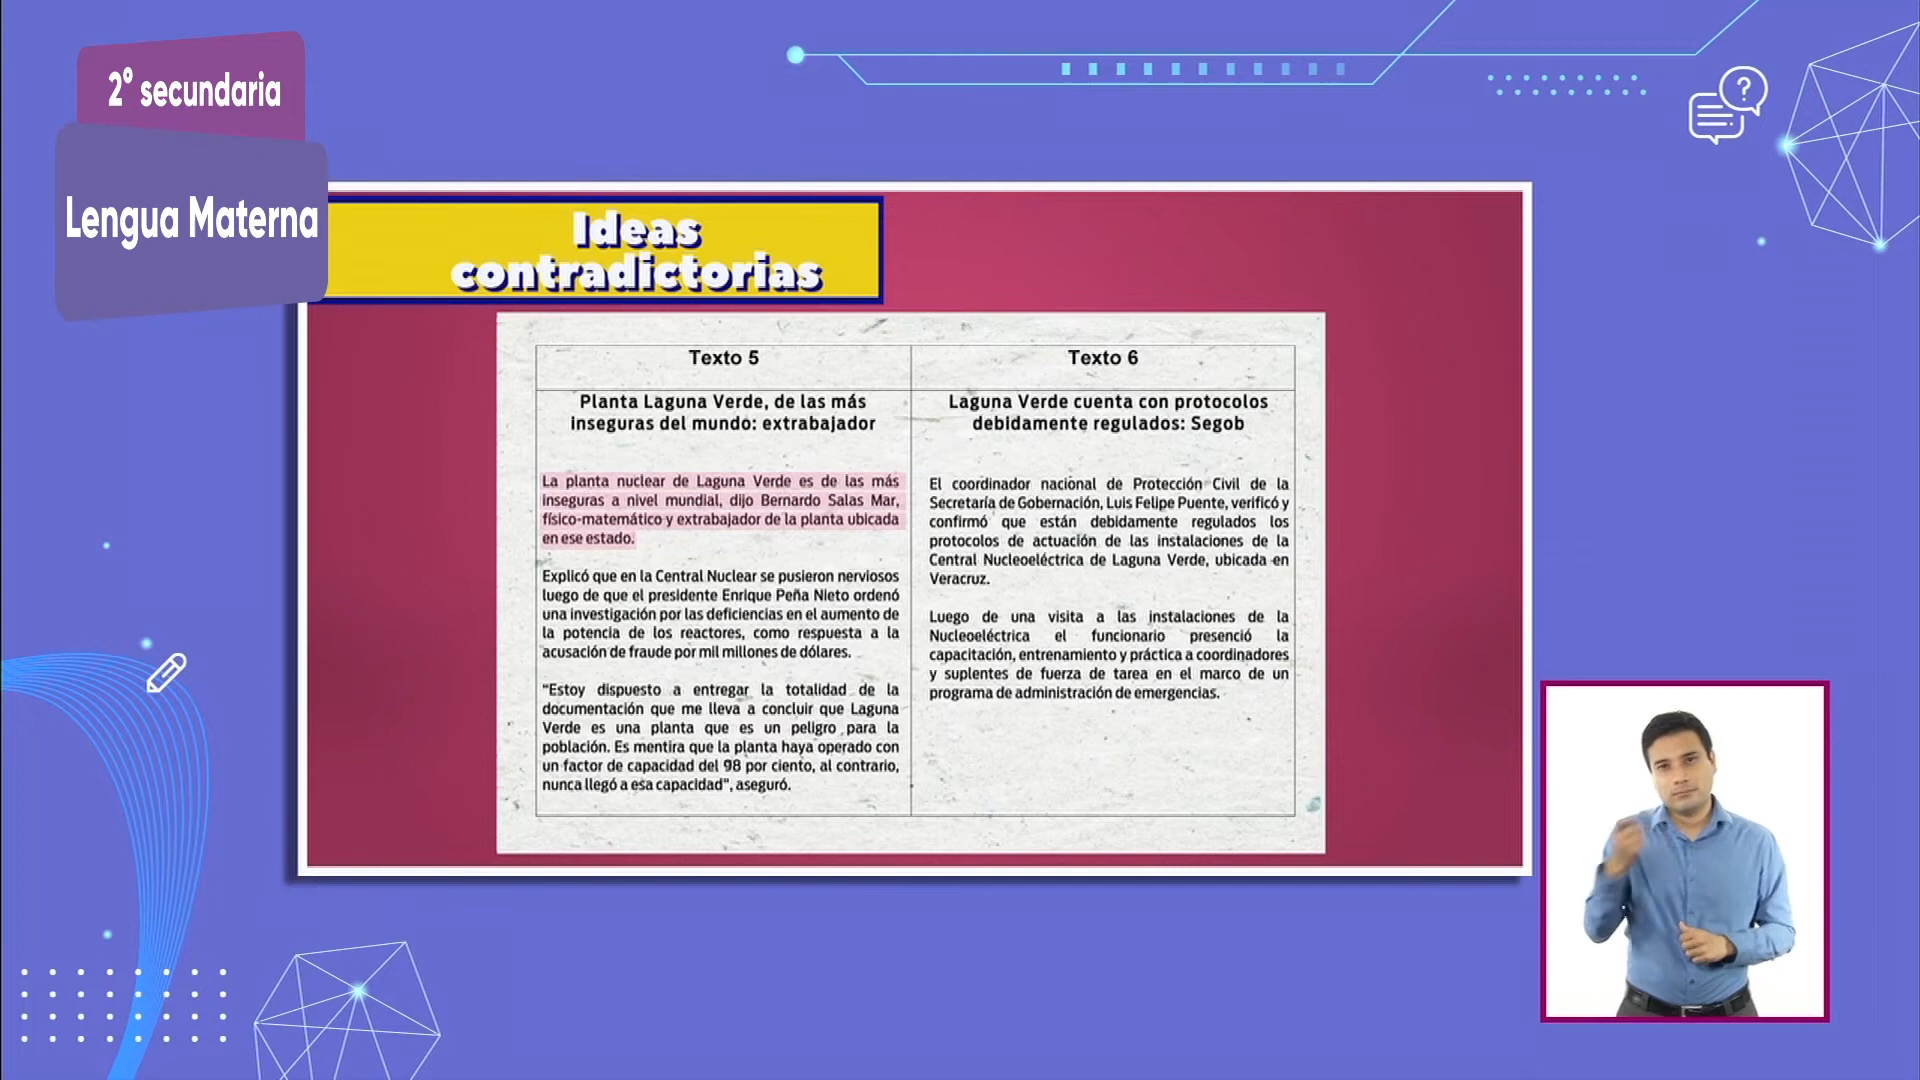 2° secundaria
Lengua Materna
Ideas
contradictorias
Texto 5
Planta Laguna Verde, de las más
inseguras del mundo: extrabajador
La planta nuclear de Laguna Verde es de las más
inseguras a nivel mundial, dijo Bernardo Salas Mar,
físico-matemático y extrabajador de la planta ubicada
en ese estado.
Explicó que en la Central Nuclear se pusieron nerviosos
luego de que el presidente Enrique Peña Nieto ordenó
una investigación por las deficiencias en el aumento de
la potencia de los reactores, como respuesta a la
acusación de fraude por mil millones de dólares.
"Estoy dispuesto a entregar la totalidad de la
documentación que me lleva a concluir que Laguna
Verde es una planta que es un peligro para la
población. Es mentira que la planta haya operado con
un factor de capacidad del 98 por ciento, al contrario,
nunca llegó a esa capacidad", aseguró.
Texto 6
Laguna Verde cuenta con protocolos
debidamente regulados: Segob
El coordinador nacional de Protección Civil de la
Secretaría de Gobernación, Luis Felipe Puente, verificó y
confirmó que están debidamente regulados los
protocolos de actuación de las instalaciones de la
Central Nucleoeléctrica de Laguna Verde, ubicada en
Veracruz.
Luego de una visita a las instalaciones de la
Nucleoeléctrica el funcionario presenció la
capacitación, entrenamiento y práctica a coordinadores
y suplentes de fuerza de tarea en el marco de un
programa de administración de emergencias.